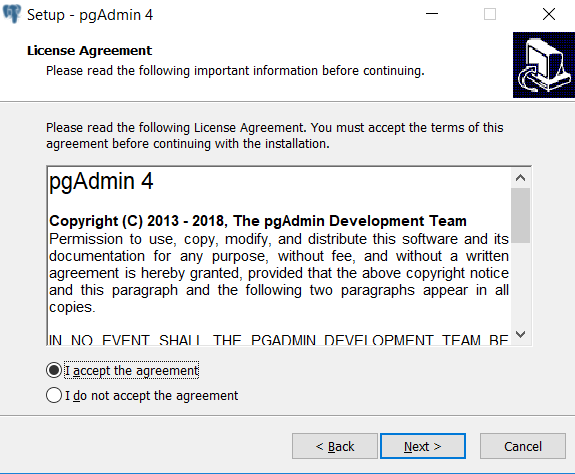 Setup - pgAdmin 4
License Agreement
Please read the following important information before continuing.
Please read the following License Agreement. You must accept the terms of this
agreement before continuing with the installation.
pgAdmin 4
Copyright (C) 2013 - 2018, The pgAdmin Development Team
Permission to use, copy, modify, and distribute this software and its
documentation for any purpose, without fee, and without a written
agreement is hereby granted, provided that the above copyright notice
and this paragraph and the following two paragraphs appear in all
copies.
IN NO EVENT SHALL THE PGADMIN DEVELOPMENT TEAM BE
I accept the agreement
I do not accept the agreement
< Back
Next >
Cancel